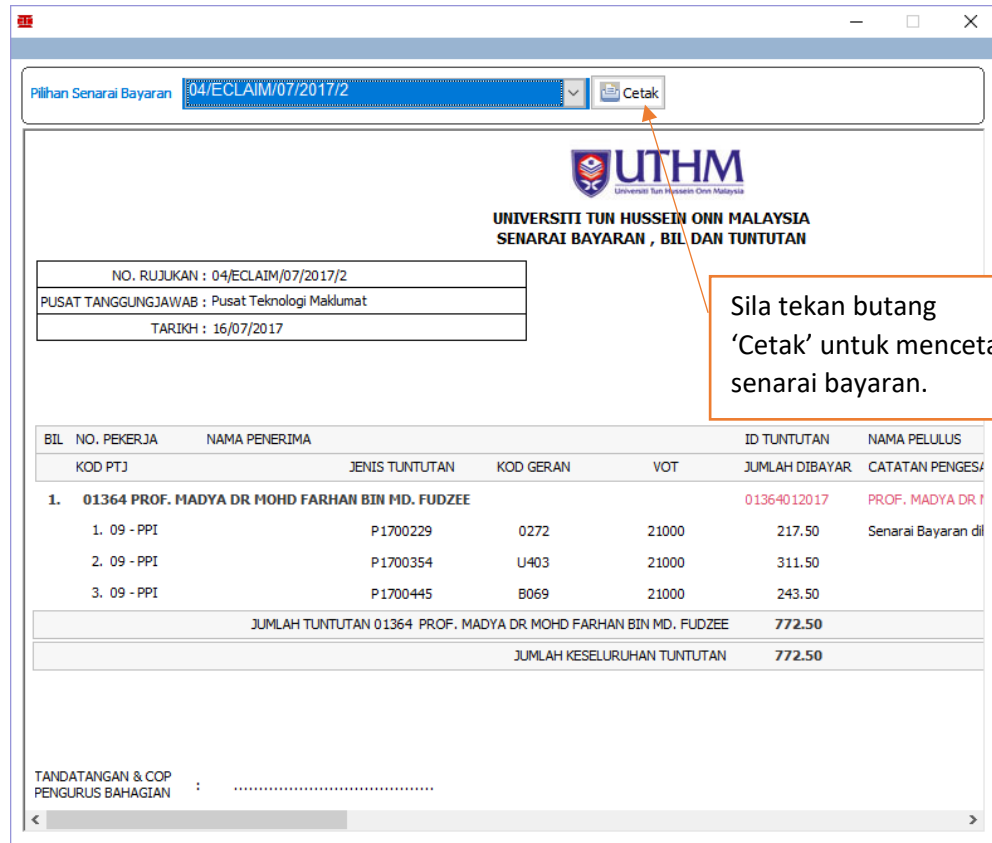 Pilihan Senarai Bayaran 04/ECLAIM/07/2017/2 Cetak
UTHM
Universiti Tun Hussein Onn Malaysia
UNIVERSITI TUN HUSSEIN ONN MALAYSIA
SENARAI BAYARAN , BIL DAN TUNTUTAN
NO. RUJUKAN : 04/ECLAIM/07/2017/2
PUSAT TANGGUNGJAWAB : Pusat Teknologi Maklumat
TARIKH : 16/07/2017
Sila tekan butang
‘Cetak’ untuk menceta
senarai bayaran.
BIL NO. PEKERJA NAMA PENERIMA ID TUNTUTAN NAMA PELULUS
KOD PTJ JENIS TUNTUTAN KOD GERAN VOT JUMLAH DIBAYAR CATATAN PENGESA
1. 01364 PROF. MADYA DR MOHD FARHAN BIN MD. FUDZEE 01364012017 PROF. MADYA DR M
1. 09 - PPI P1700229 0272 21000 217.50 Senarai Bayaran dil
2. 09 - PPI P1700354 U403 21000 311.50
3. 09 - PPI P1700445 B069 21000 243.50
JUMLAH TUNTUTAN 01364 PROF. MADYA DR MOHD FARHAN BIN MD. FUDZEE 772.50
JUMLAH KESELURUHAN TUNTUTAN 772.50
TANDATANGAN & COP
PENGURUS BAHAGIAN : ........................................